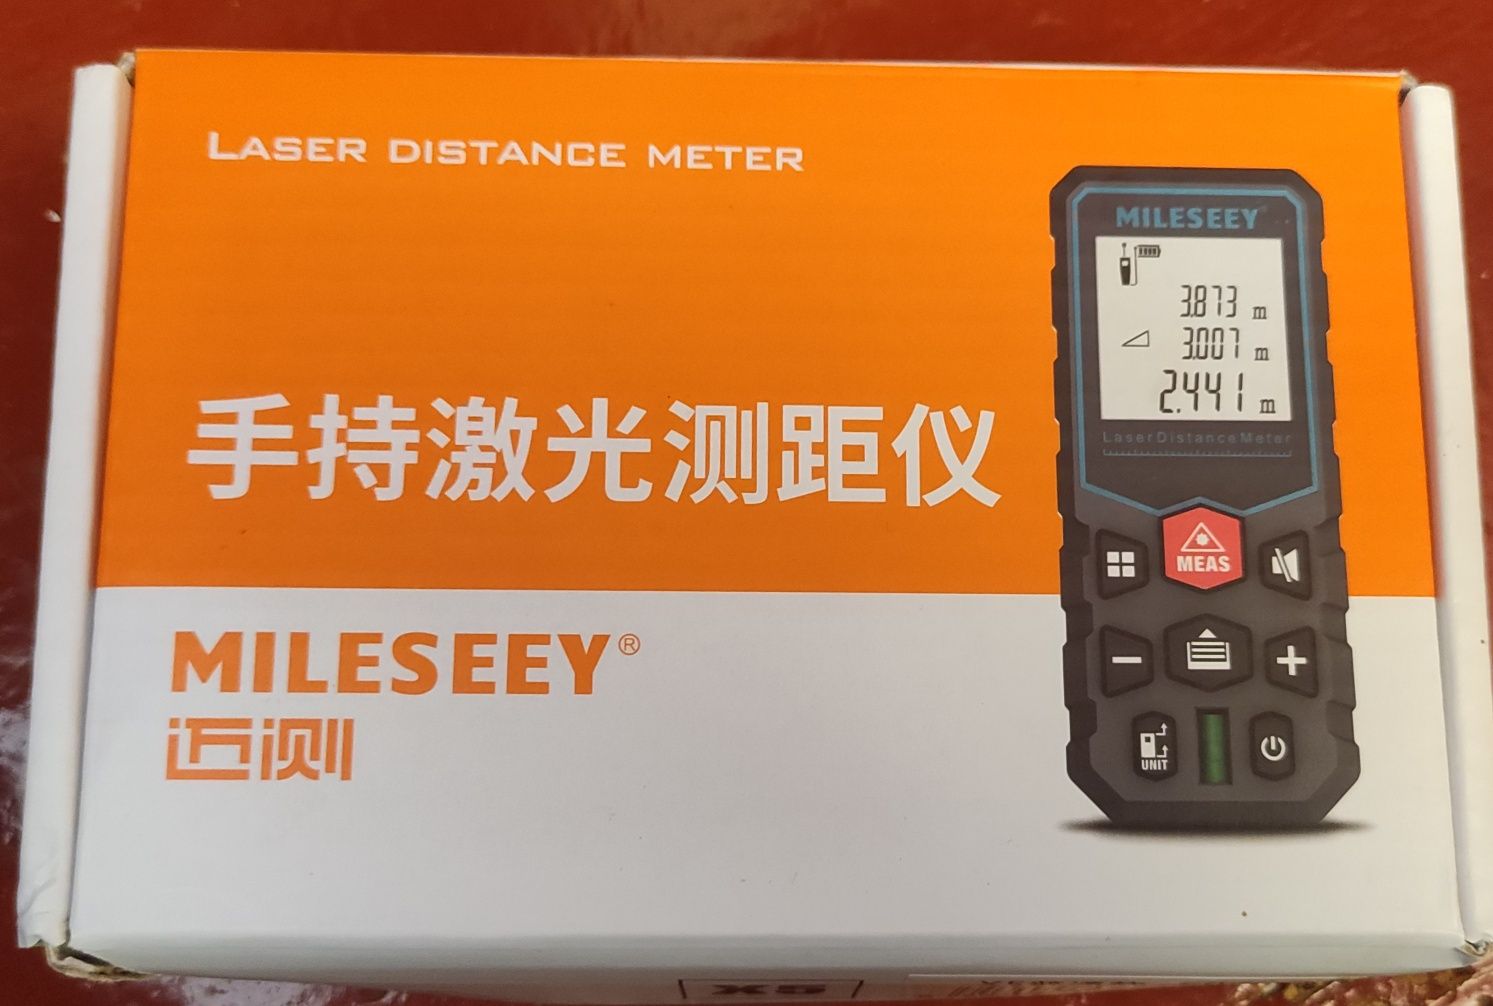 LASER DISTANCE METER
手持激光测距仪
MILESEEY®
迈测
MILESEEY
3.873 m
3.007 m
2.441 m
LaserDistanceMeter
MEAS
UNIT
X5